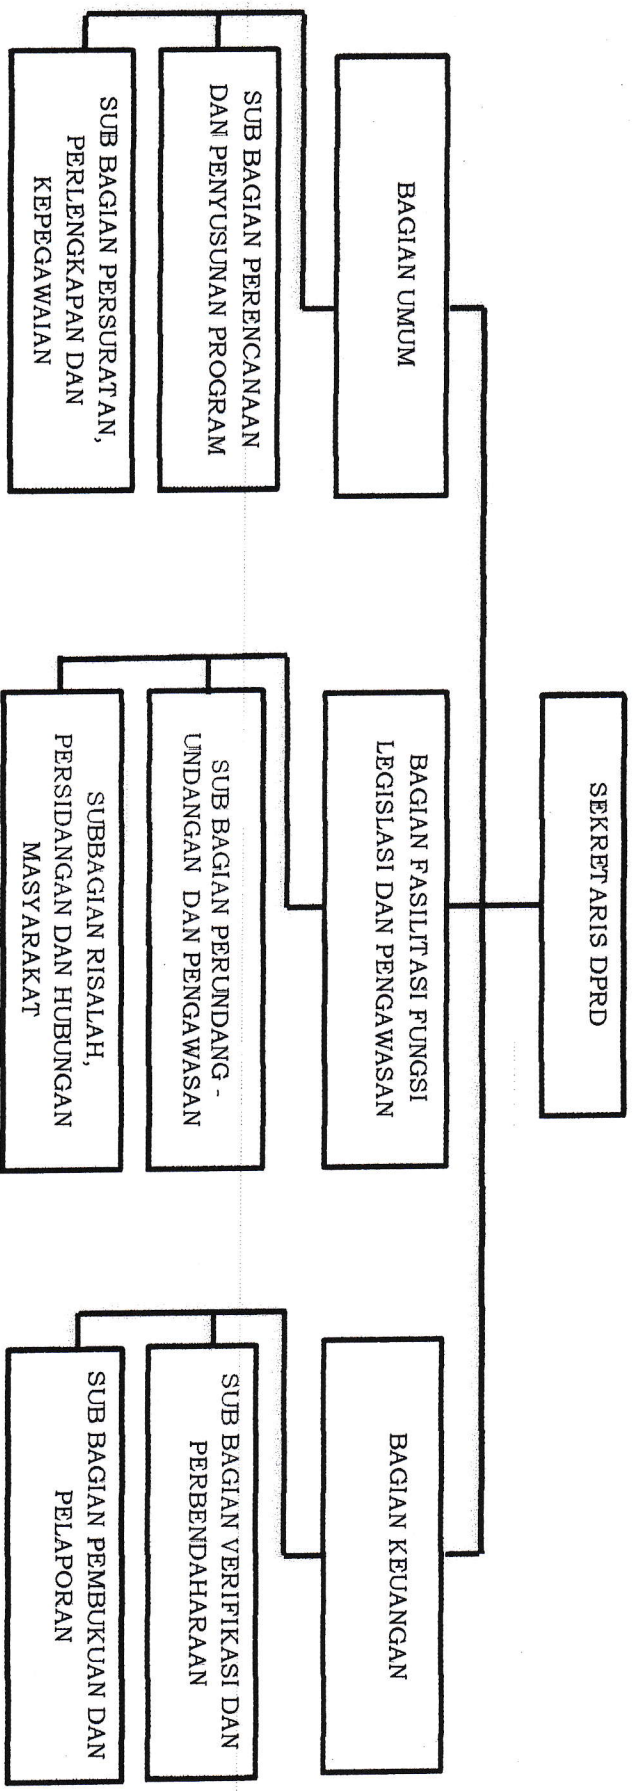 SEKRETARIS DPRD
BAGIAN UMUM
BAGIAN FASILITASI FUNGSI
LEGISLASI DAN PENGAWASAN
BAGIAN KEUANGAN
SUB BAGIAN PERENCANAAN
DAN PENYUSUNAN PROGRAM
SUB BAGIAN PERUNDANG -
UNDANGAN DAN PENGAWASAN
SUB BAGIAN VERIFIKASI DAN
PERBENDAHARAAN
SUB BAGIAN PERSURATAN,
PERLENGKAPAN DAN
KEPEGAWAIAN
SUBBAGIAN RISALAH,
PERSIDANGAN DAN HUBUNGAN
MASYARAKAT
SUB BAGIAN PEMBUKUAN DAN
PELAPORAN